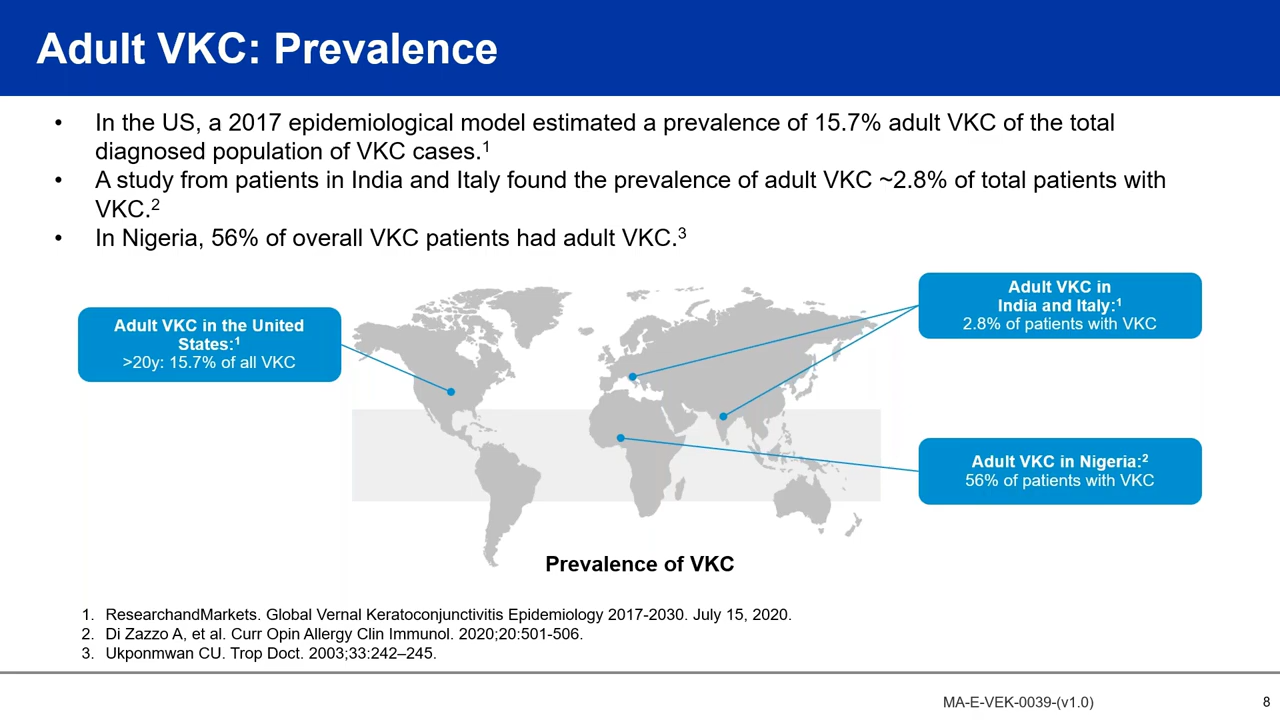 Adult VKC: Prevalence
• In the US, a 2017 epidemiological model estimated a prevalence of 15.7% adult VKC of the total
diagnosed population of VKC cases.1
• A study from patients in India and Italy found the prevalence of adult VKC ~2.8% of total patients with
VKC.2
• In Nigeria, 56% of overall VKC patients had adult VKC.3
Adult VKC in the United
States:1
>20y: 15.7% of all VKC
Adult VKC in
India and Italy:1
2.8% of patients with VKC
Adult VKC in Nigeria:2
56% of patients with VKC
Prevalence of VKC
1. ResearchandMarkets. Global Vernal Keratoconjunctivitis Epidemiology 2017-2030. July 15, 2020.
2. Di Zazzo A, et al. Curr Opin Allergy Clin Immunol. 2020;20:501-506.
3. Ukponmwan CU. Trop Doct. 2003;33:242–245.
MA-E-VEK-0039-(v1.0)
8